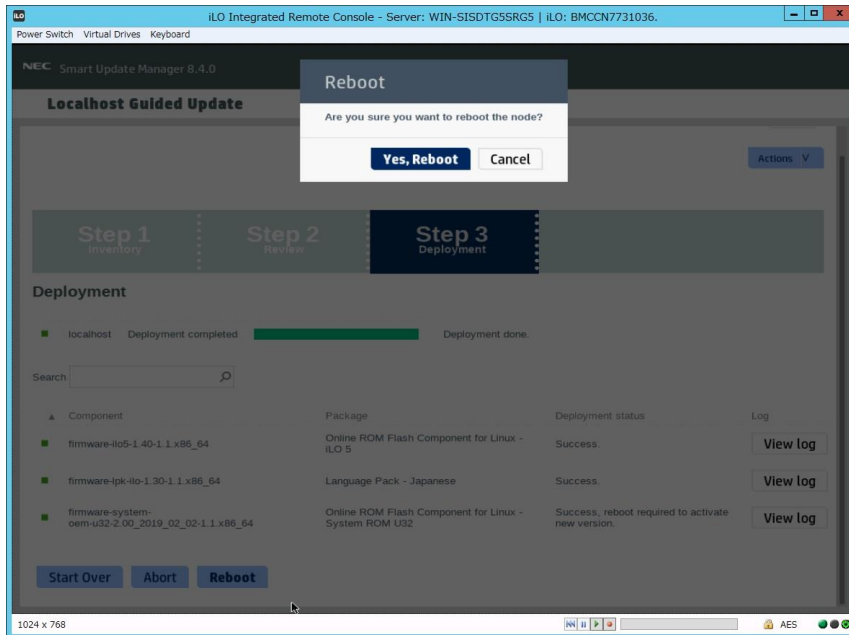 iLO
iLO Integrated Remote Console - Server: WIN-SISDTG5SRG5 | iLO: BMCCN7731036.
Power Switch Virtual Drives Keyboard
NEC Smart Update Manager 8.4.0
Reboot
Localhost Guided Update
Are you sure you want to reboot the node?
Yes, Reboot Cancel
Actions
Step 1
Inventory
Step 2
Review
Step 3
Deployment
Deployment
localhost Deployment completed Deployment done.
Search
Component Package Deployment status Log
firmware-ilo5-1.40-1.1.x86_64
Online ROM Flash Component for Linux -
iLO 5
Success.
View log
firmware-lpk-ilo-1.30-1.1.x86_64 Language Pack - Japanese Success. View log
firmware-system-
oem-u32-2.00_2019_02_02-1.1.x86_64
Online ROM Flash Component for Linux -
System ROM U32
Success, reboot required to activate
new version.
View log
Start Over Abort Reboot
1024 x 768 AES